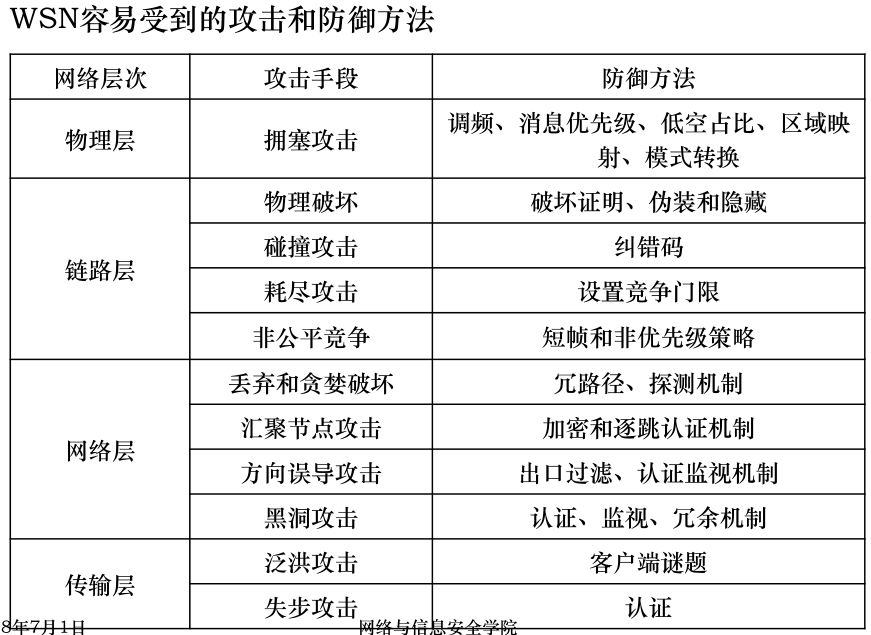 WSN容易受到的攻击和防御方法
网络层次 攻击手段 防御方法
物理层 拥塞攻击 调频、消息优先级、低空占比、区域映
射、模式转换
链路层 物理破坏 破坏证明、伪装和隐藏
碰撞攻击 纠错码
耗尽攻击 设置竞争门限
非公平竞争 短帧和非优先级策略
网络层 丢弃和贪婪破坏 冗路径、探测机制
汇聚节点攻击 加密和逐跳认证机制
方向误导攻击 出口过滤、认证监视机制
黑洞攻击 认证、监视、冗余机制
传输层 泛洪攻击 客户端谜题
失步攻击 认证
8年7月1日 网络与信息安全学院